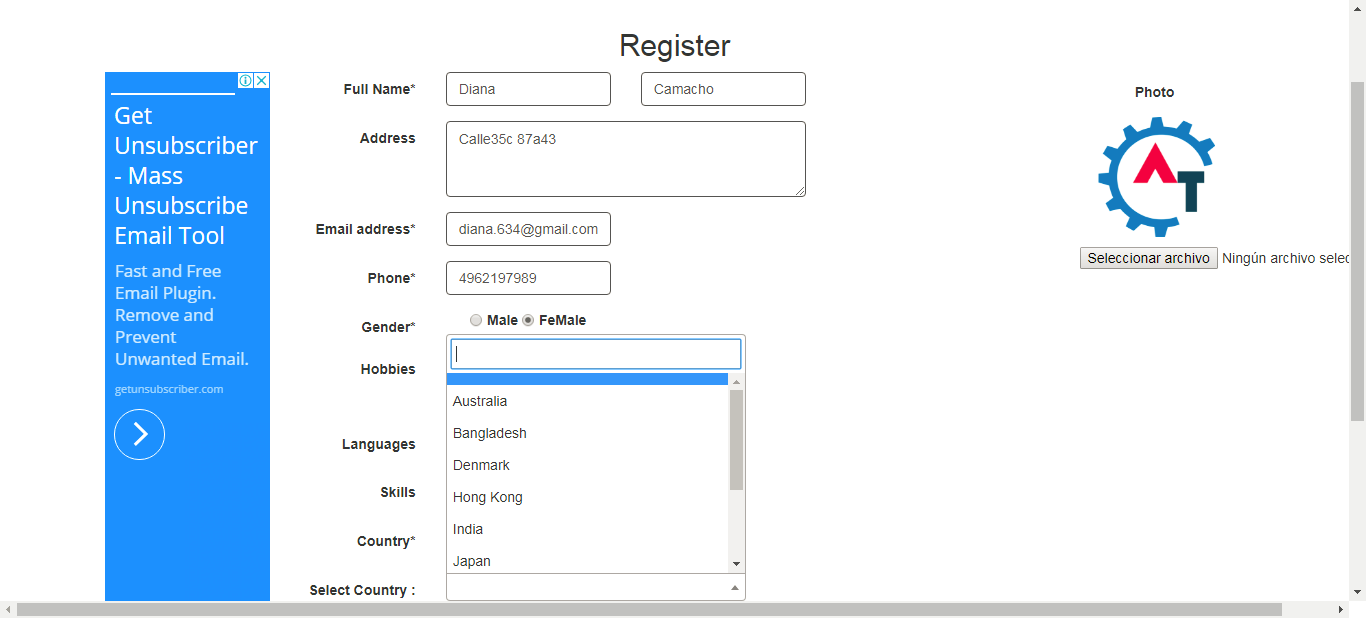 Register
Get
Unsubscriber
- Mass
Unsubscribe
Email Tool
Fast and Free
Email Plugin.
Remove and
Prevent
Unwanted Email.
getunsubscriber.com
Full Name* Diana Camacho
Address Calle35c 87a43
Email address* diana.634@gmail.com
Phone* 4962197989
Gender* Male FeMale
Hobbies
Languages
Skills
Country*
Select Country :
Australia
Bangladesh
Denmark
Hong Kong
India
Japan
Photo
AT
Seleccionar archivo Ningún archivo selec